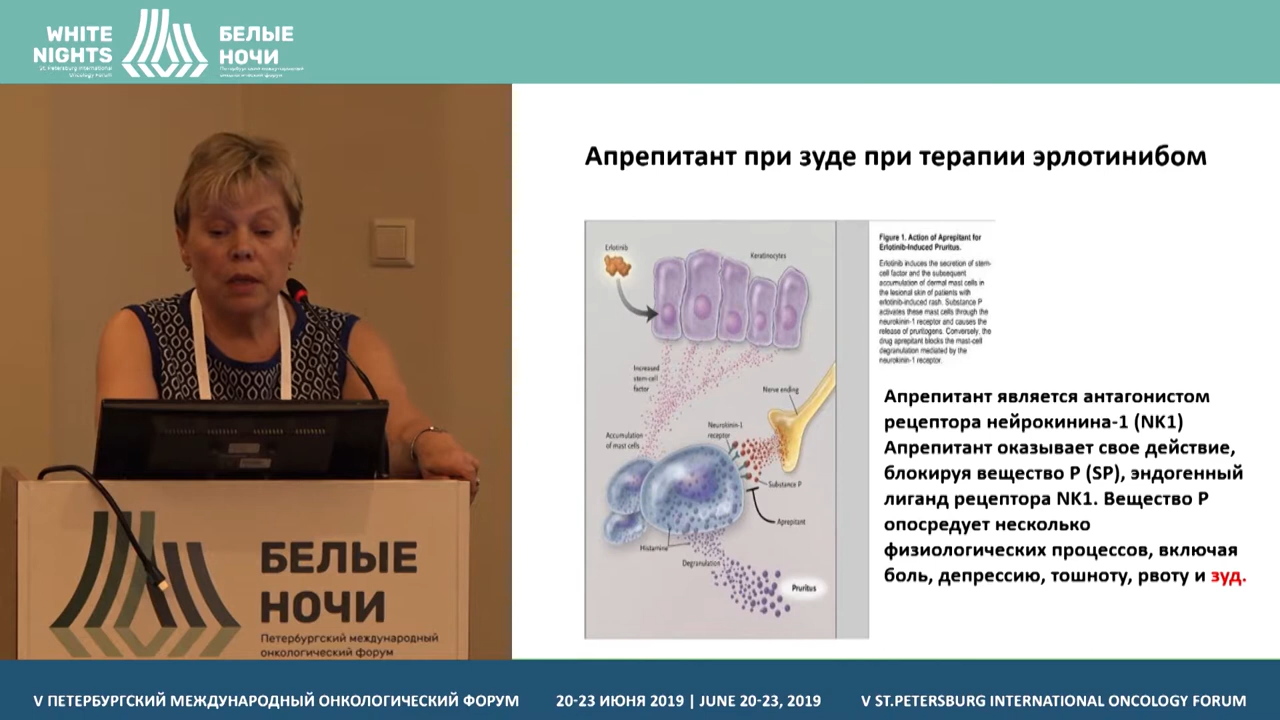 WHITE
NIGHTS
St. Petersburg International
Oncology Forum
БЕЛЫЕ
НОЧИ
Петербургский международный
онкологический форум
Апрепитант при зуде при терапии эрлотинибом
Erlotinib
Keratinocytes
Increased
stem-cell
factor
Nerve ending
Accumulation
of mast cells
Neurokinin-1
receptor
Substance P
Aprepitant
Histamine
Degranulation
Pruritus
Figure 1. Action of Aprepitant for
Erlotinib-Induced Pruritus.
Erlotinib induces the secretion of stem-
cell factor and the subsequent
accumulation of dermal mast cells in
the lesional skin of patients with
erlotinib-induced rash. Substance P
activates these mast cells through the
neurokinin-1 receptor and causes the
release of pruritogens. Conversely, the
drug aprepitant blocks the mast-cell
degranulation mediated by the
neurokinin-1 receptor.
Апрепитант является антагонистом
рецептора нейрокинина-1 (NK1)
Апрепитант оказывает свое действие,
блокируя вещество P (SP), эндогенный
лиганд рецептора NK1. Вещество P
опосредует несколько
физиологических процессов, включая
боль, депрессию, тошноту, рвоту и зуд.
БЕЛЫЕ
НОЧИ
Петербургский международный
онкологический форум
V ПЕТЕРБУРГСКИЙ МЕЖДУНАРОДНЫЙ ОНКОЛОГИЧЕСКИЙ ФОРУМ
20-23 ИЮНЯ 2019 | JUNE 20-23, 2019
V ST.PETERSBURG INTERNATIONAL ONCOLOGY FORUM